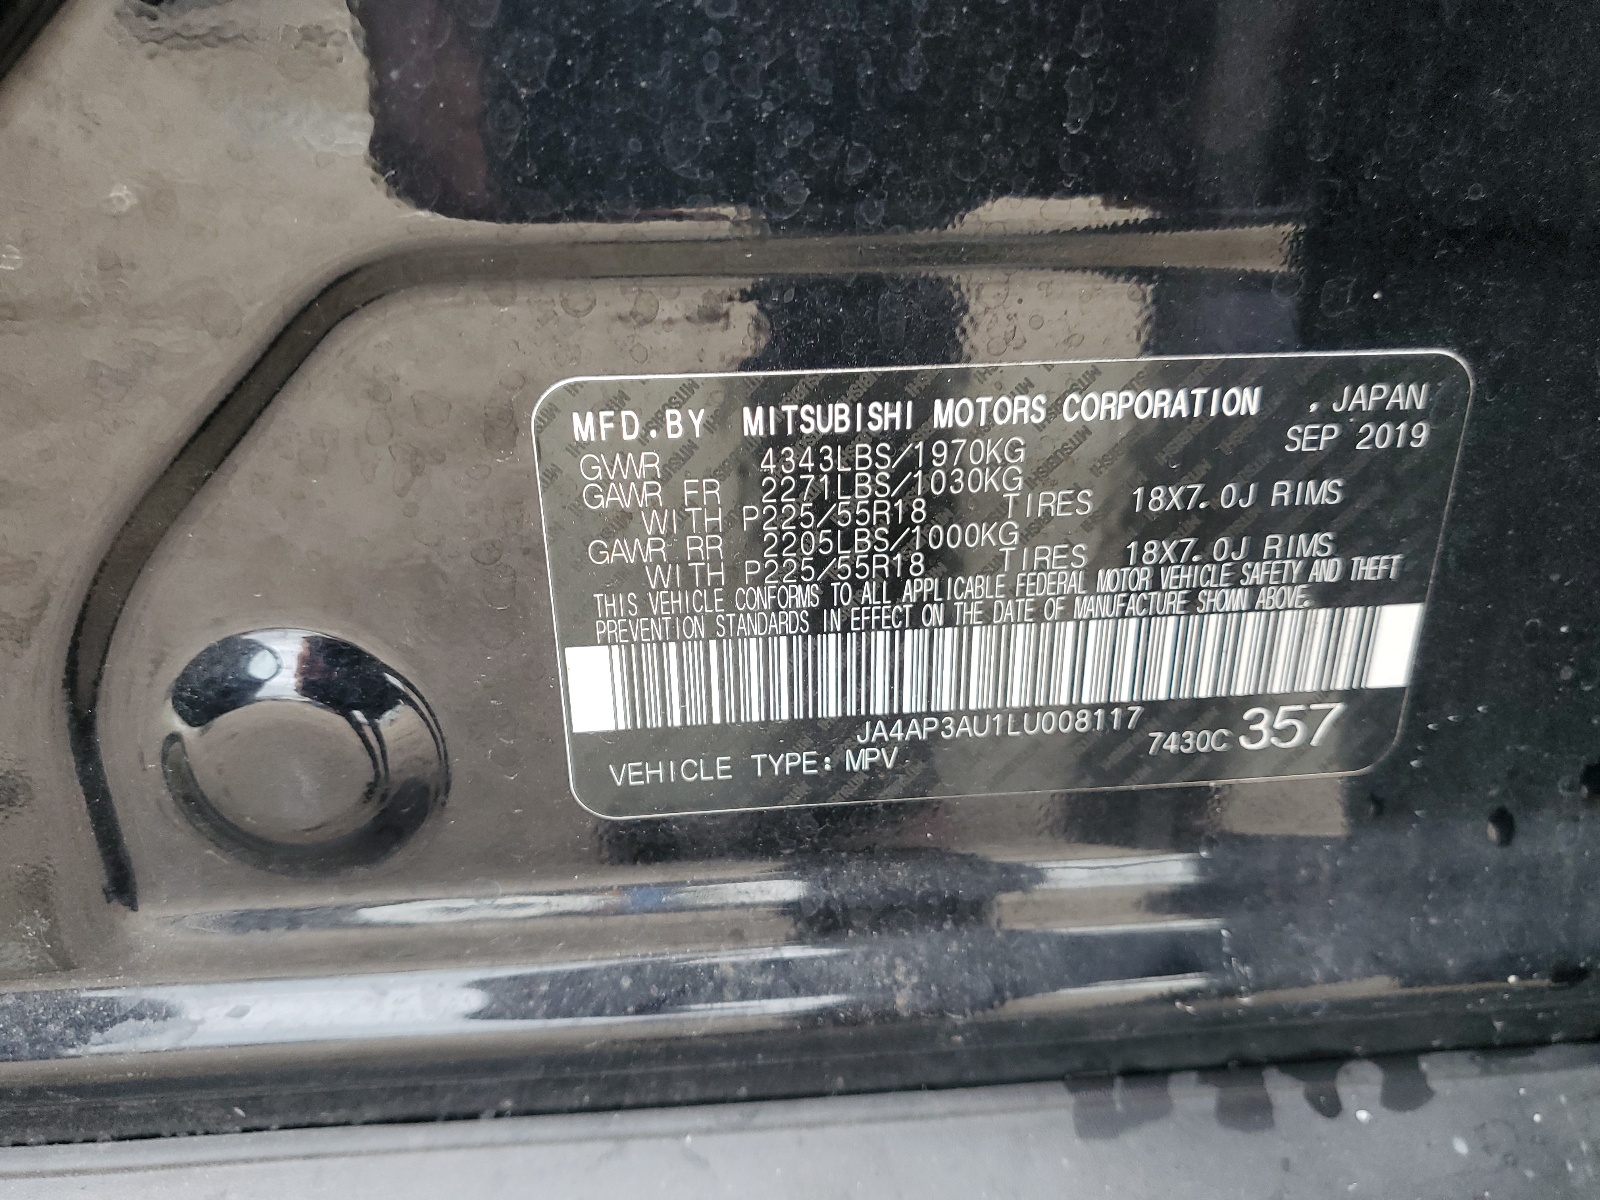 MFD.BY MITSUBISHI MOTORS CORPORATION . JAPAN
SEP 2019
GVWR 4343LBS/1970KG
GAWR FR 2271LBS/1030KG
WITH P225/55R18 TIRES 18X7.0J RIMS
GAWR RR 2205LBS/1000KG
WITH P225/55R18 TIRES 18X7.0J RIMS
THIS VEHICLE CONFORMS TO ALL APPLICABLE FEDERAL MOTOR VEHICLE SAFETY AND THEFT
PREVENTION STANDARDS IN EFFECT ON THE DATE OF MANUFACTURE SHOWN ABOVE.
JA4AP3AU1LU008117
VEHICLE TYPE: MPV 7430C 357